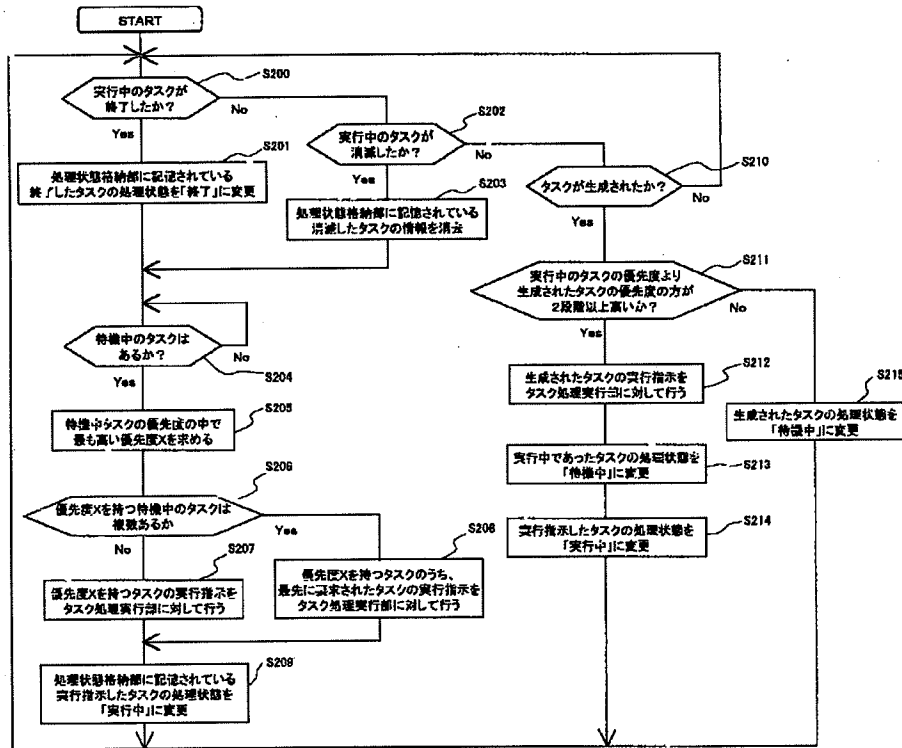 START
S200
実行中のタスクが
終了したか?
No
Yes
S201
処理状態格納部に記憶されている
終了したタスクの処理状態を「終了」に変更
S202
実行中のタスクが
消滅したか?
No
Yes
S203
処理状態格納部に記憶されている
消滅したタスクの情報を消去
S210
タスクが生成されたか?
No
Yes
S211
実行中のタスクの優先度より
生成されたタスクの優先度の方が
2段階以上高いか?
No
Yes
待機中のタスクは
あるか?
No
Yes
S204
S205
待機中タスクの優先度の中で
最も高い優先度Xを求める
S206
優先度Xを持つ待機中のタスクは
複数あるか
Yes
No
S207
優先度Xを持つタスクの実行指示を
タスク処理実行部に対して行う
S208
優先度Xを持つタスクのうち、
最先に要求されたタスクの実行指示を
タスク処理実行部に対して行う
S209
処理状態格納部に記憶されている
実行指示したタスクの処理状態を
「実行中」に変更
S212
生成されたタスクの実行指示を
タスク処理実行部に対して行う
S213
実行中であったタスクの処理状態を
「待機中」に変更
S214
実行指示したタスクの処理状態を
「実行中」に変更
S215
生成されたタスクの処理状態を
「待機中」に変更